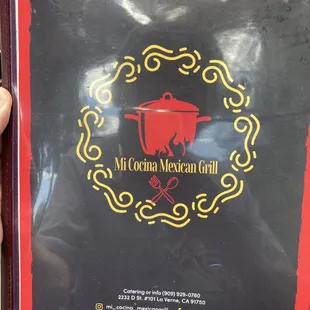 Mi Cocina Mexican Grill
Catering or info (909) 929-0780
2232 D St. #101 La Verne, CA 91750
mi_cocina_mexicangrill